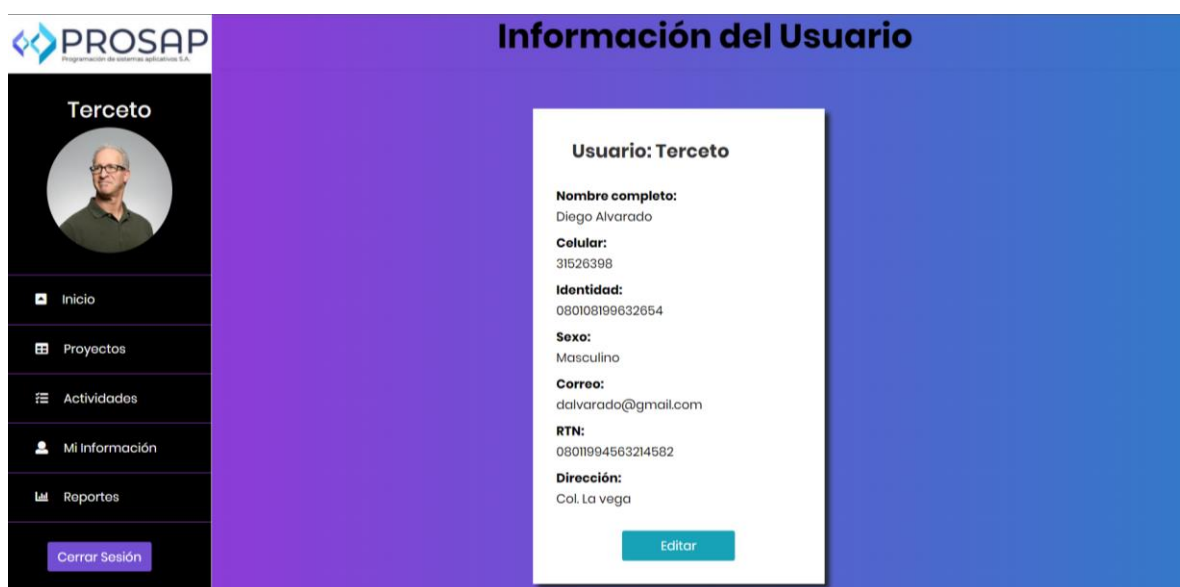 PROSAP
Programación de sistemas aplicativos S.A.
Terceto
Inicio
Proyectos
Actividades
Mi Información
Reportes
Cerrar Sesión
Información del Usuario
Usuario: Terceto
Nombre completo:
Diego Alvarado
Celular:
31526398
Identidad:
080108199632654
Sexo:
Masculino
Correo:
dalvarado@gmail.com
RTN:
08011994563214582
Dirección:
Col. La vega
Editar